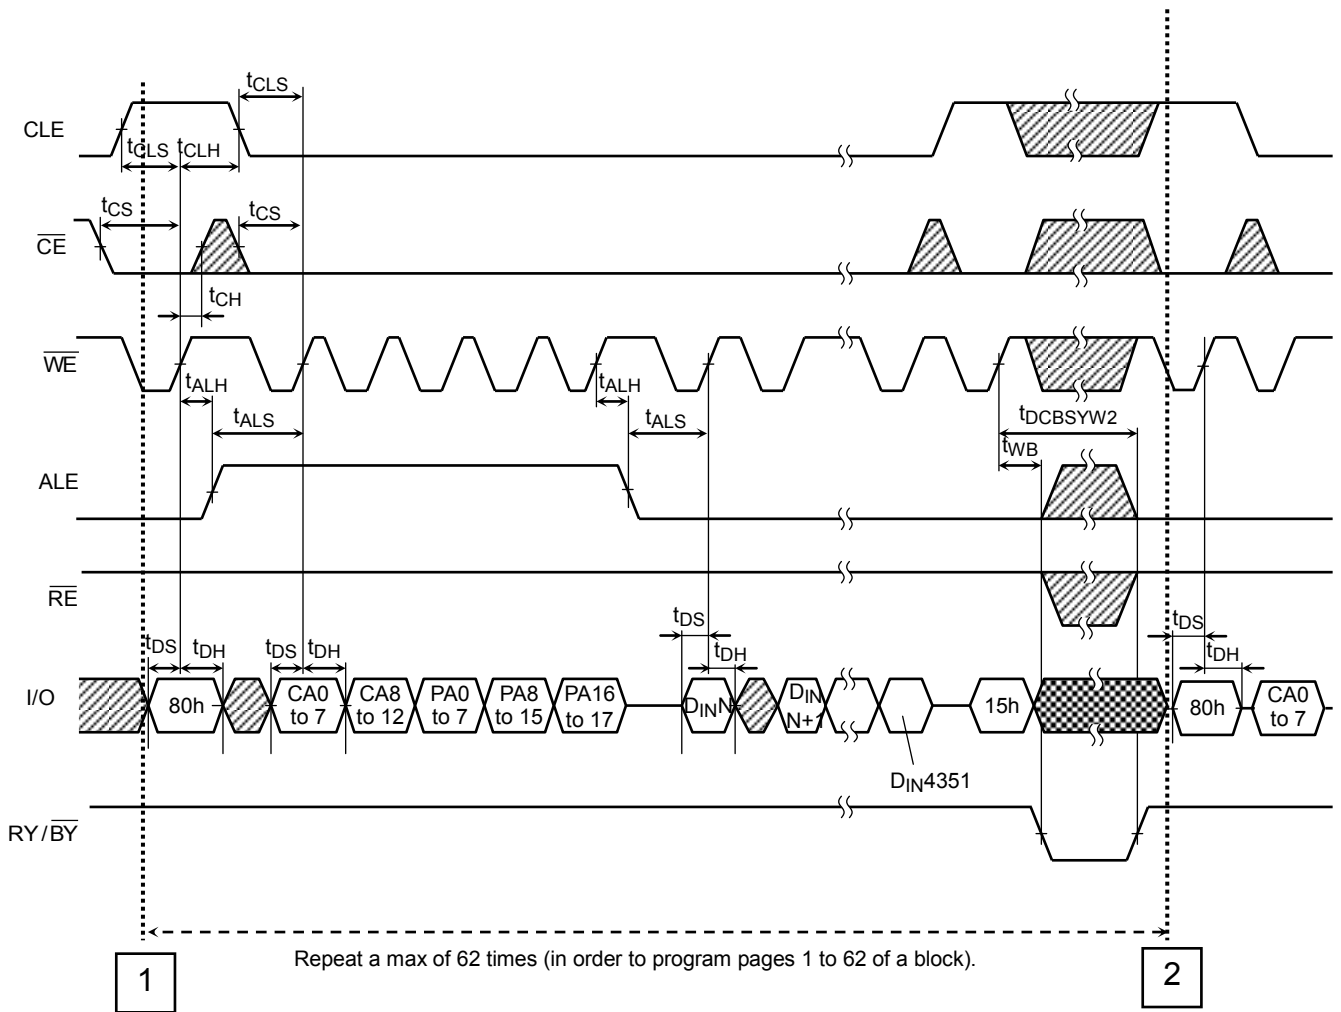 tCLS
CLE
tCLS
tCLH
tCS
tCS
CE
tCH
WE
tALH
tALH
tALS
tALS
tDCBSYW2
tWB
ALE
RE
tDS
tDH
tDS
tDH
tDS
tDH
tDS
tDH
I/O
80h
CA0
to 7
CA8
to 12
PA0
to 7
PA8
to 15
PA16
to 17
DINN
DIN
N+1
15h
80h
CA0
to 7
DIN4351
RY/BY
Repeat a max of 62 times (in order to program pages 1 to 62 of a block).
1
2